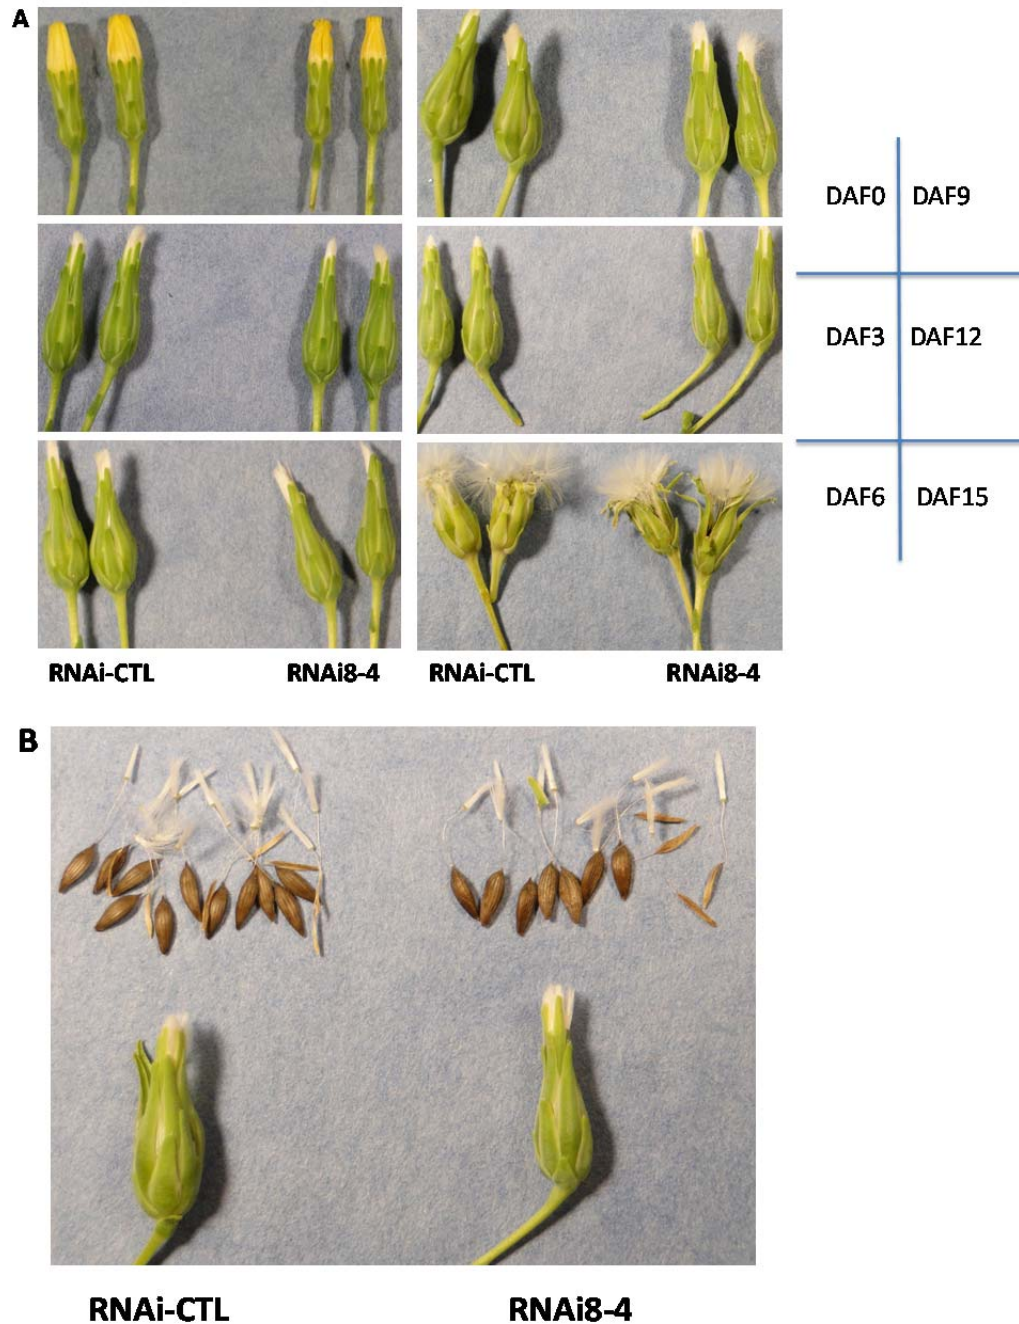 A
DAF0 DAF9
DAF3 DAF12
DAF6 DAF15
RNAi-CTL RNAi8-4 RNAi-CTL RNAi8-4
B
RNAi-CTL RNAi8-4